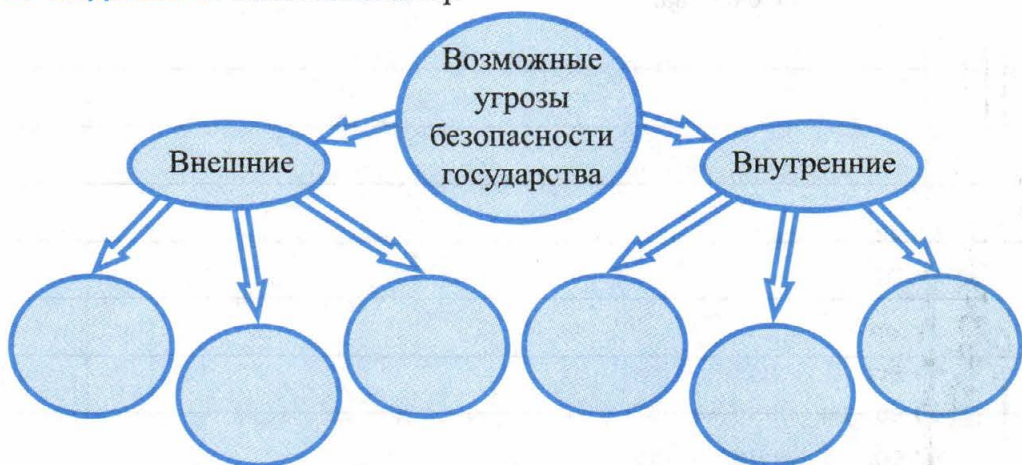 Возможные
угрозы
безопасности
государства
Внешние
Внутренние